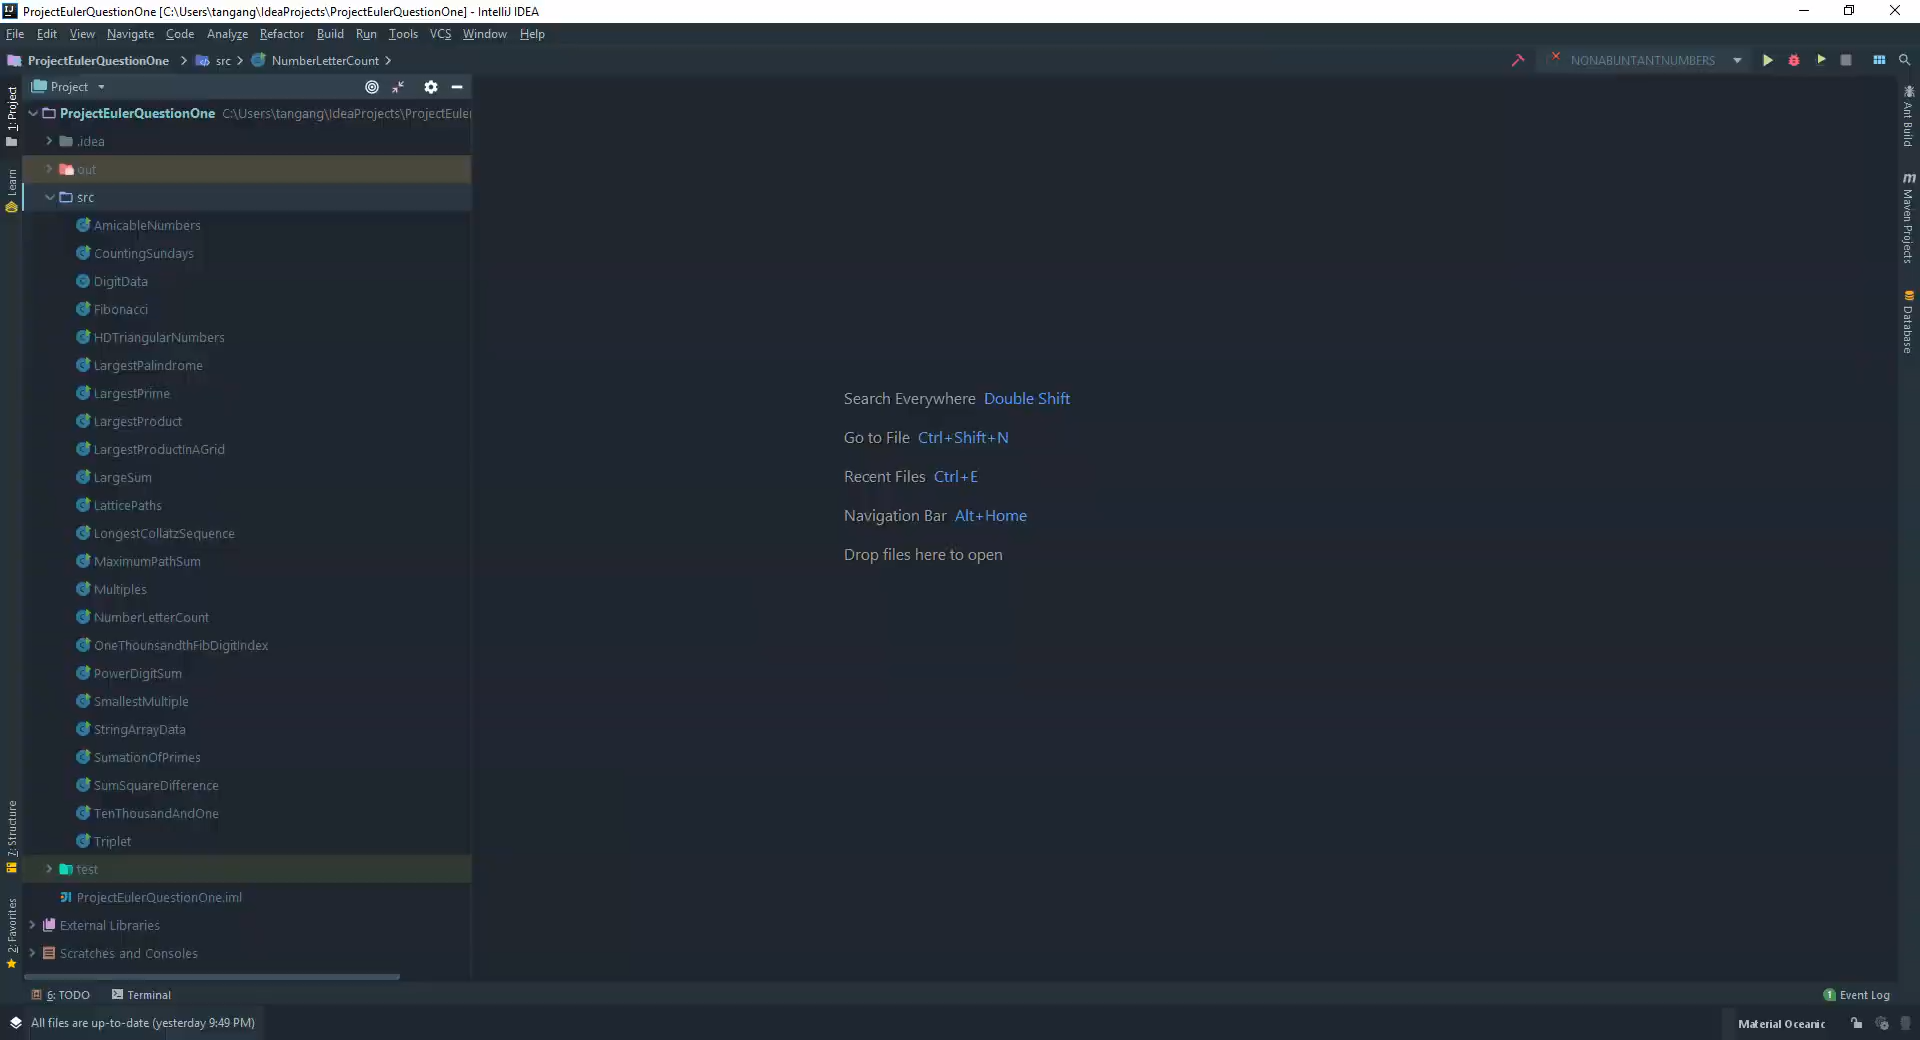 ProjectEulerQuestionOne [C:\Users\tangang\IdeaProjects\ProjectEulerQuestionOne] - IntelliJ IDEA
File Edit View Navigate Code Analyze Refactor Build Run Tools VCS Window Help
ProjectEulerQuestionOne src NumberLetterCount NONABUNTANTNUMBERS
Project
ProjectEulerQuestionOne C:\Users\tangang\IdeaProjects\ProjectEuler
.idea
out
src
AmicableNumbers
CountingSundays
DigitData
Fibonacci
HDTriangularNumbers
LargestPalindrome
LargestPrime
LargestProduct
LargestProductInAGrid
LargeSum
LatticePaths
LongestCollatzSequence
MaximumPathSum
Multiples
NumberLetterCount
OneThounsandthFibDigitIndex
PowerDigitSum
SmallestMultiple
StringArrayData
SumationOfPrimes
SumSquareDifference
TenThousandAndOne
Triplet
test
ProjectEulerQuestionOne.iml
External Libraries
Scratches and Consoles
1: Project
Learn
7: Structure
2: Favorites
Search Everywhere Double Shift
Go to File Ctrl+Shift+N
Recent Files Ctrl+E
Navigation Bar Alt+Home
Drop files here to open
Ant Build
m Maven Projects
Database
6: TODO Terminal
1 Event Log
All files are up-to-date (yesterday 9:49 PM)
Material Oceanic